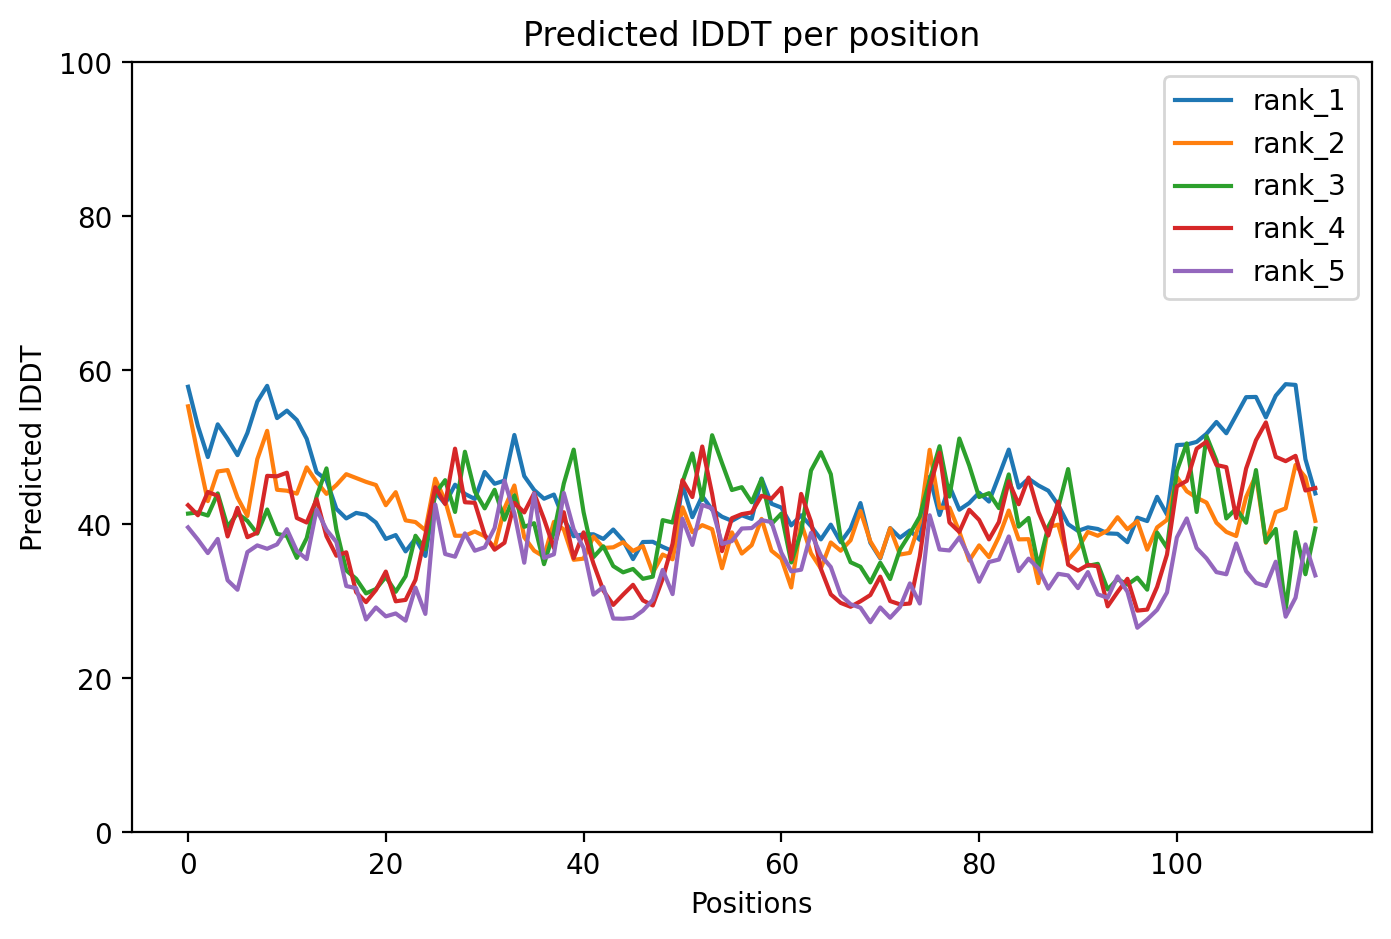 Predicted lDDT per position
100
80
60
40
20
0
Predicted lDDT
0 20 40 60 80 100
Positions
rank_1
rank_2
rank_3
rank_4
rank_5